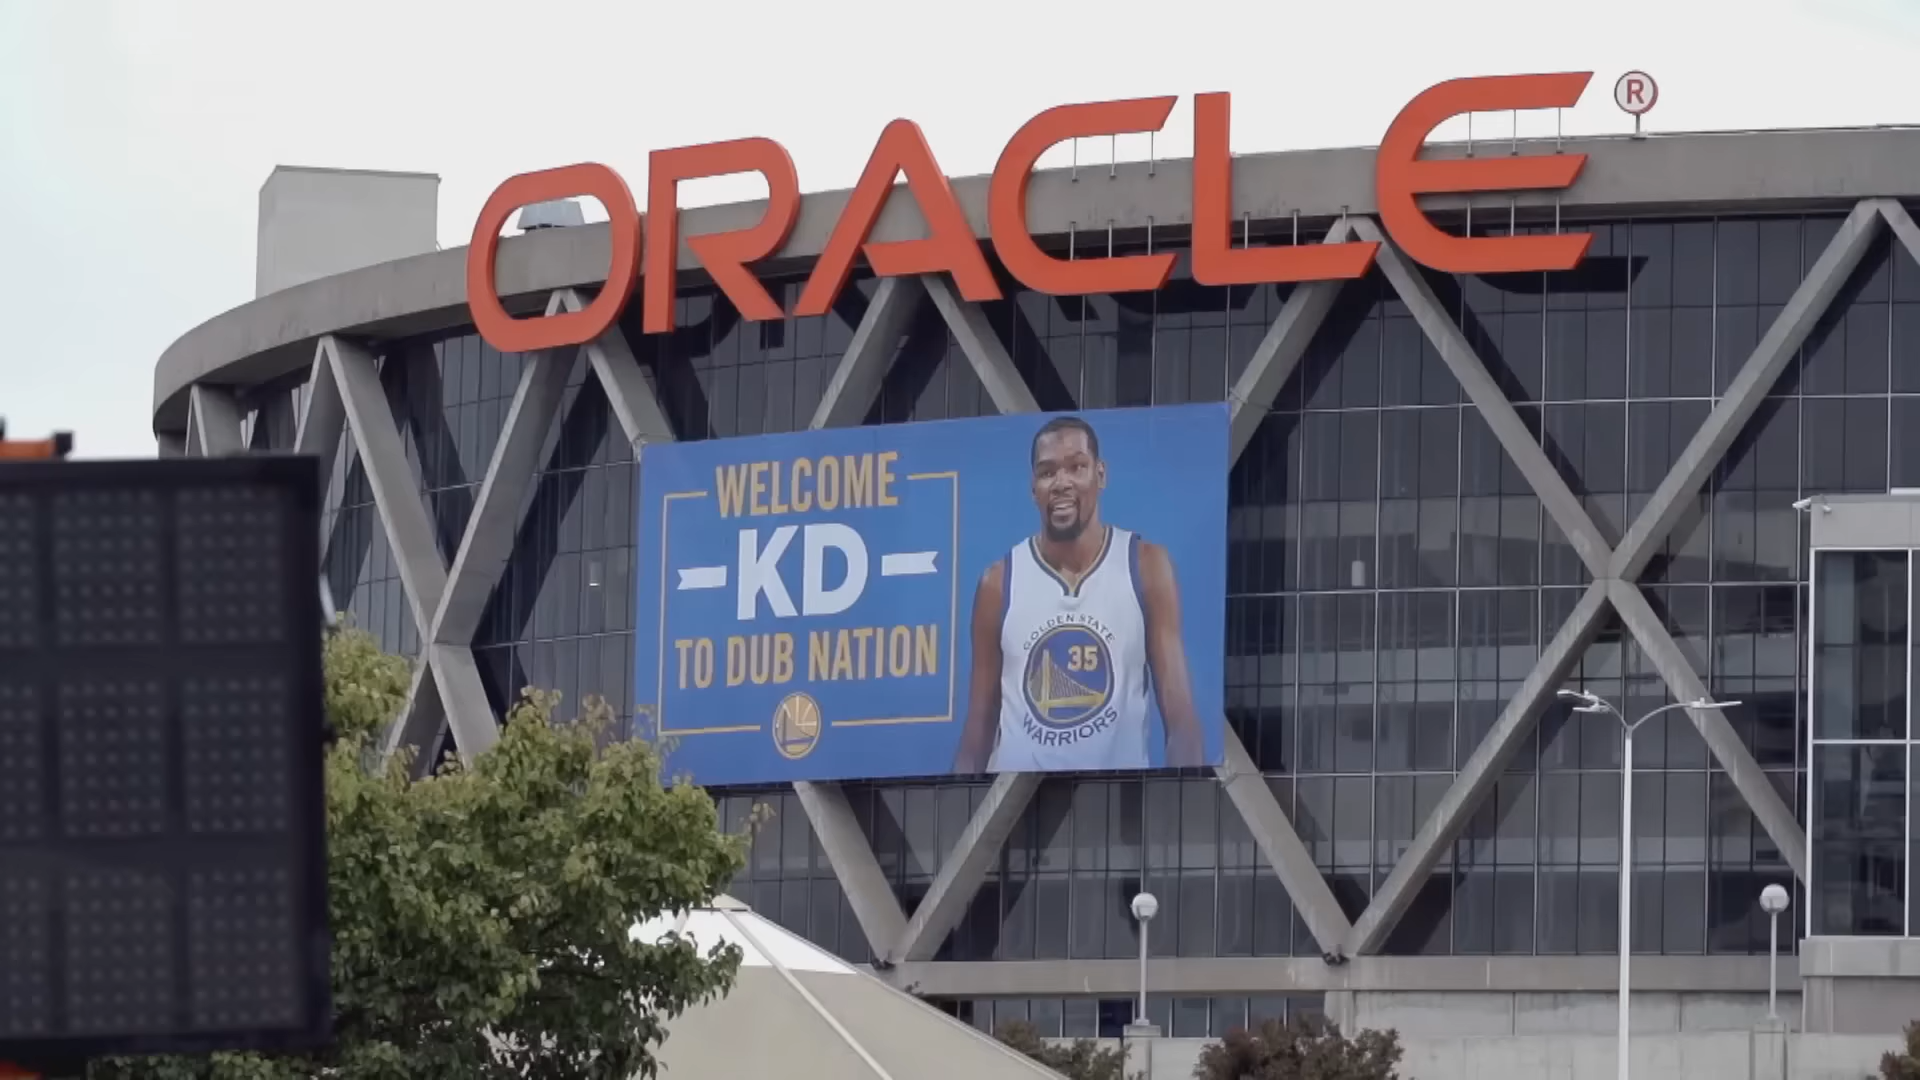 ORACLE®
WELCOME
-KD-
TO DUB NATION
GOLDEN STATE
35
WARRIORS